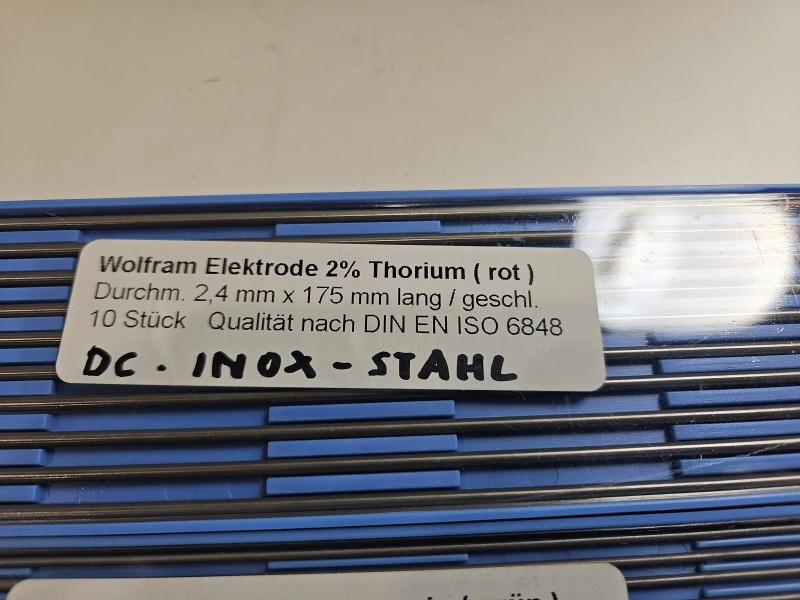 Wolfram Elektrode 2% Thorium ( rot )
Durchm. 2,4 mm x 175 mm lang / geschl.
10 Stück Qualität nach DIN EN ISO 6848
DC . INOX - STAHL